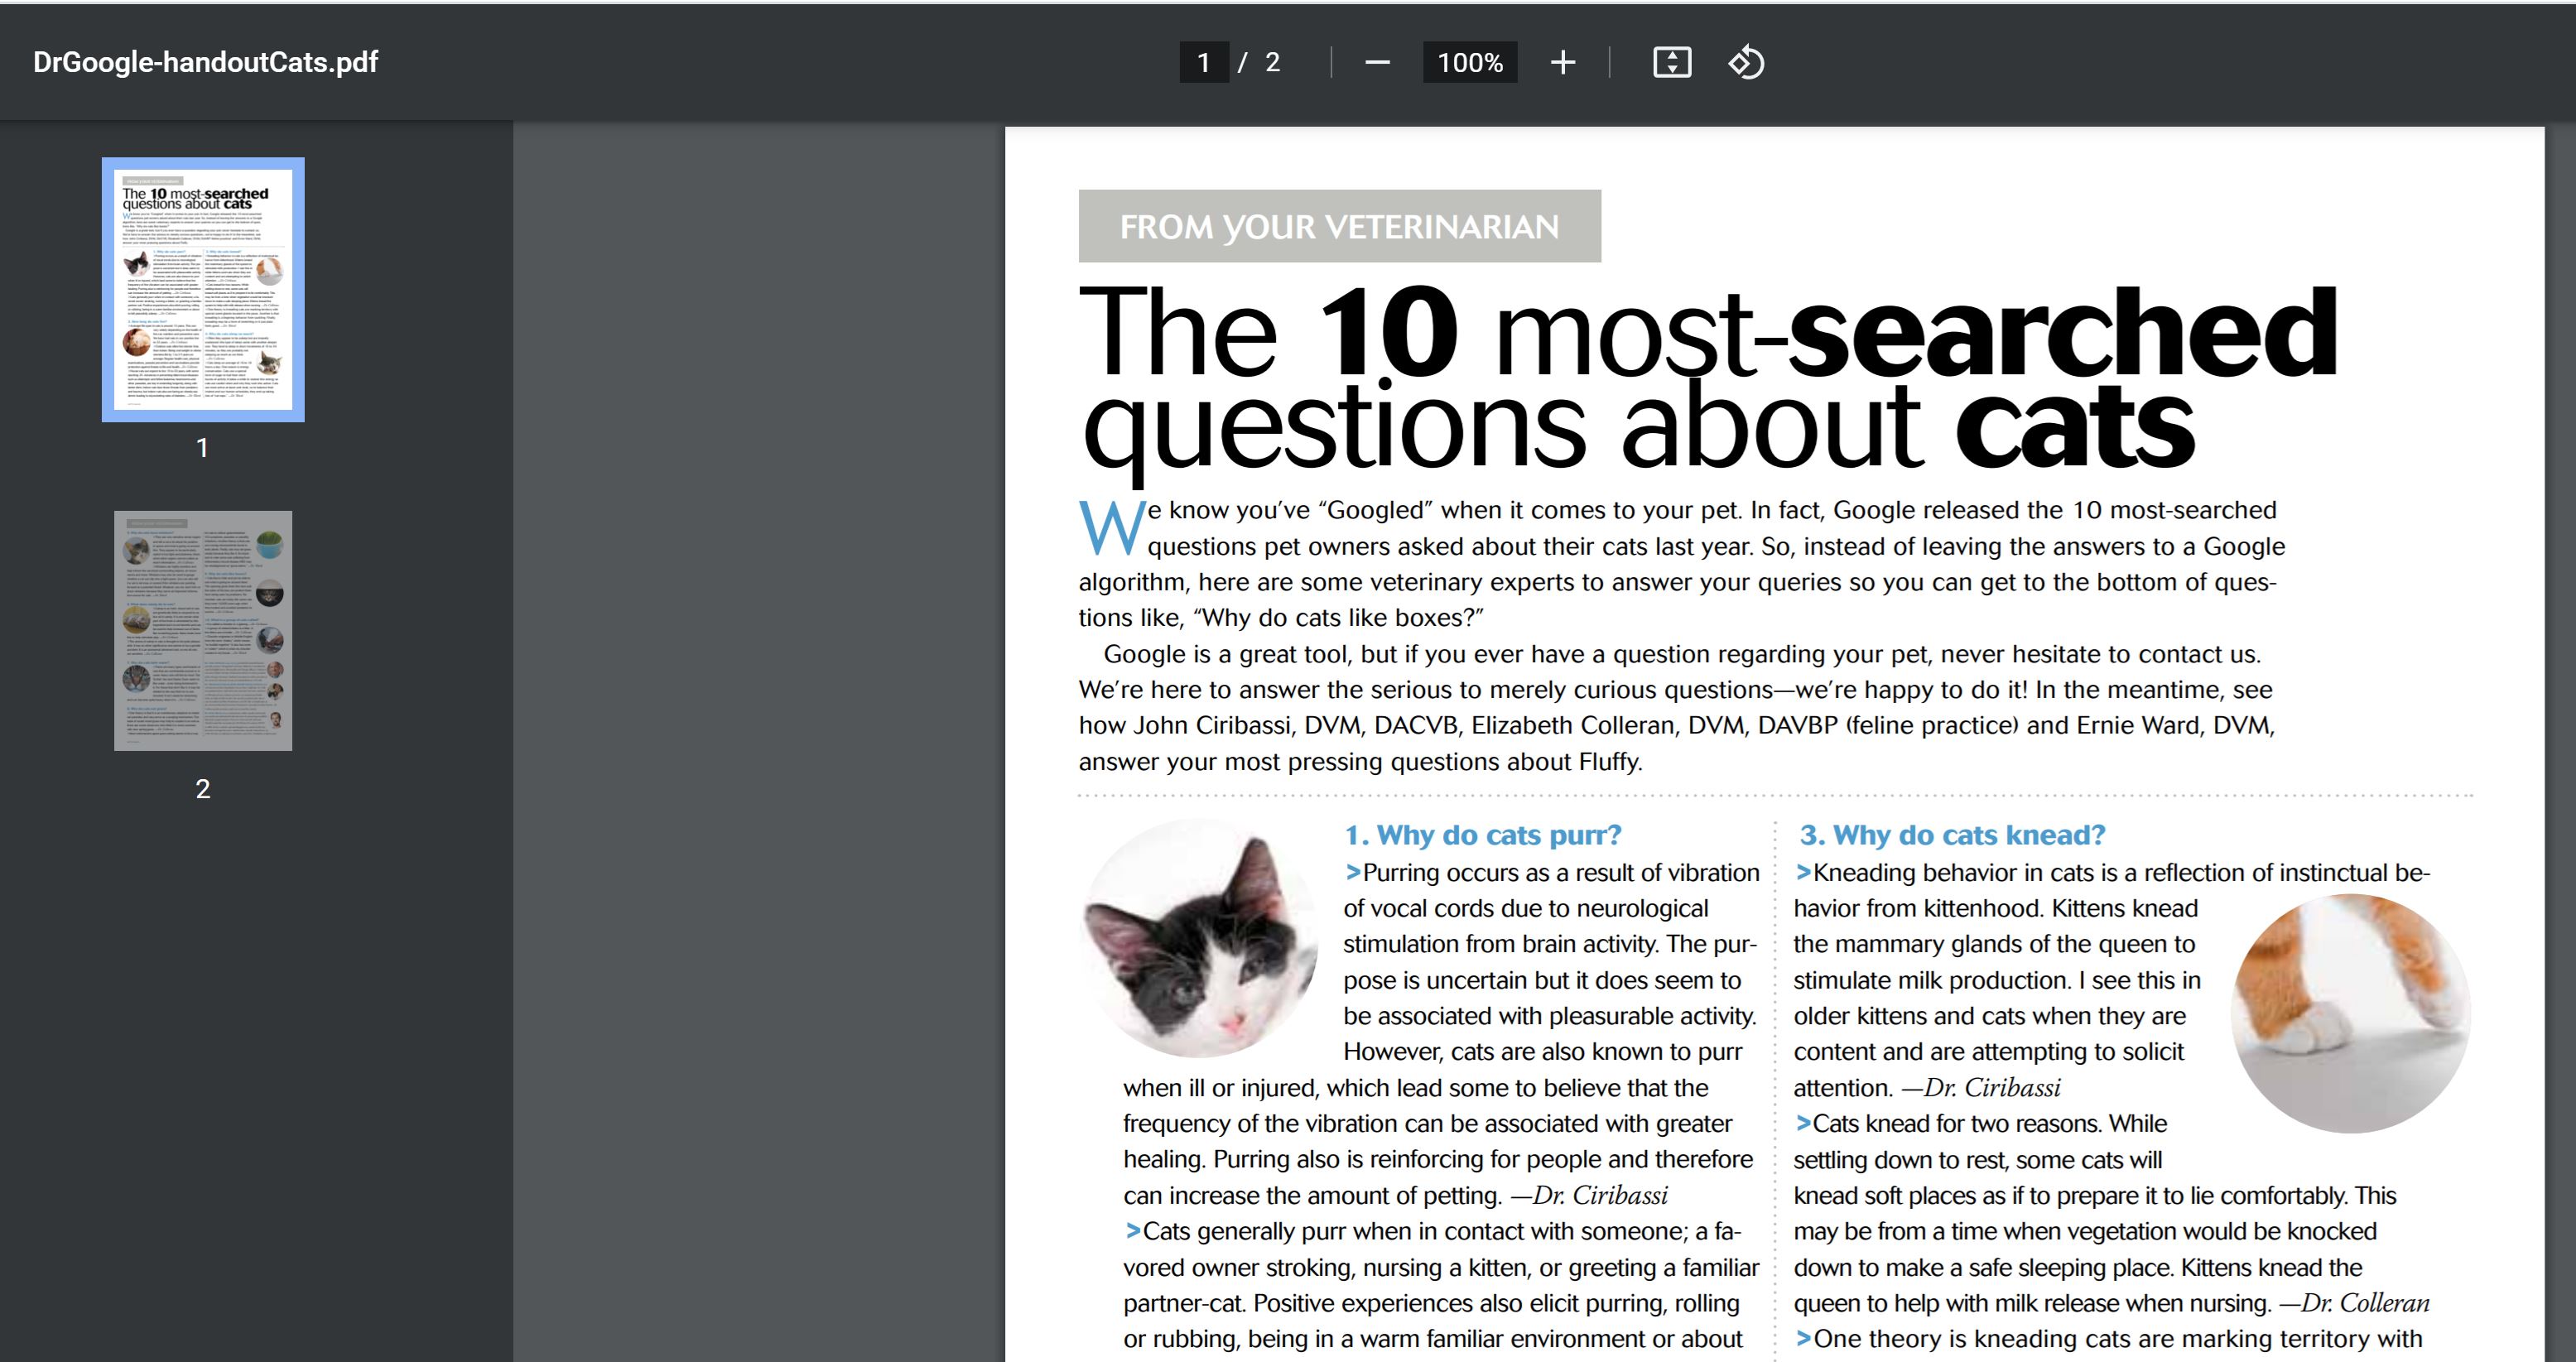 DrGoogle-handoutCats.pdf
1 / 2
100%
The 10 most-searched
questions about cats
1
2
FROM YOUR VETERINARIAN
The 10 most-searched
questions about cats
We know you’ve “Googled” when it comes to your pet. In fact, Google released the 10 most-searched
questions pet owners asked about their cats last year. So, instead of leaving the answers to a Google
algorithm, here are some veterinary experts to answer your queries so you can get to the bottom of ques-
tions like, “Why do cats like boxes?”
Google is a great tool, but if you ever have a question regarding your pet, never hesitate to contact us.
We’re here to answer the serious to merely curious questions—we’re happy to do it! In the meantime, see
how John Ciribassi, DVM, DACVB, Elizabeth Colleran, DVM, DAVBP (feline practice) and Ernie Ward, DVM,
answer your most pressing questions about Fluffy.
1. Why do cats purr?
>Purring occurs as a result of vibration
of vocal cords due to neurological
stimulation from brain activity. The pur-
pose is uncertain but it does seem to
be associated with pleasurable activity.
However, cats are also known to purr
when ill or injured, which lead some to believe that the
frequency of the vibration can be associated with greater
healing. Purring also is reinforcing for people and therefore
can increase the amount of petting. —Dr. Ciribassi
>Cats generally purr when in contact with someone; a fa-
vored owner stroking, nursing a kitten, or greeting a familiar
partner-cat. Positive experiences also elicit purring, rolling
or rubbing, being in a warm familiar environment or about
3. Why do cats knead?
>Kneading behavior in cats is a reflection of instinctual be-
havior from kittenhood. Kittens knead
the mammary glands of the queen to
stimulate milk production. I see this in
older kittens and cats when they are
content and are attempting to solicit
attention. —Dr. Ciribassi
>Cats knead for two reasons. While
settling down to rest, some cats will
knead soft places as if to prepare it to lie comfortably. This
may be from a time when vegetation would be knocked
down to make a safe sleeping place. Kittens knead the
queen to help with milk release when nursing. —Dr. Colleran
>One theory is kneading cats are marking territory with